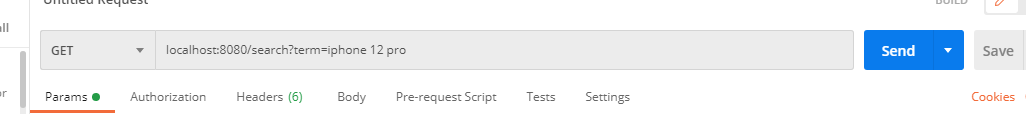 Untitled Request
BUILD
all
GET localhost:8080/search?term=iphone 12 pro Send Save
or
Params Authorization Headers (6) Body Pre-request Script Tests Settings Cookies